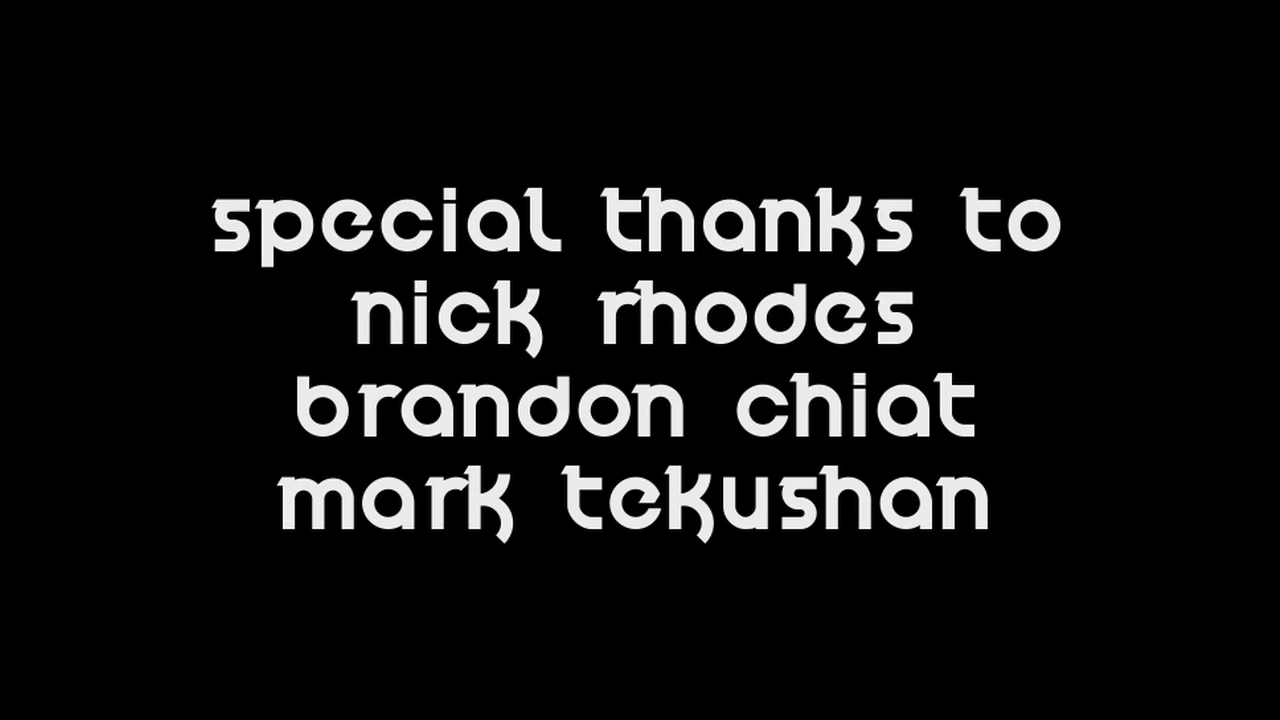 special thanks to
nick rhodes
brandon chiat
mark tekushan